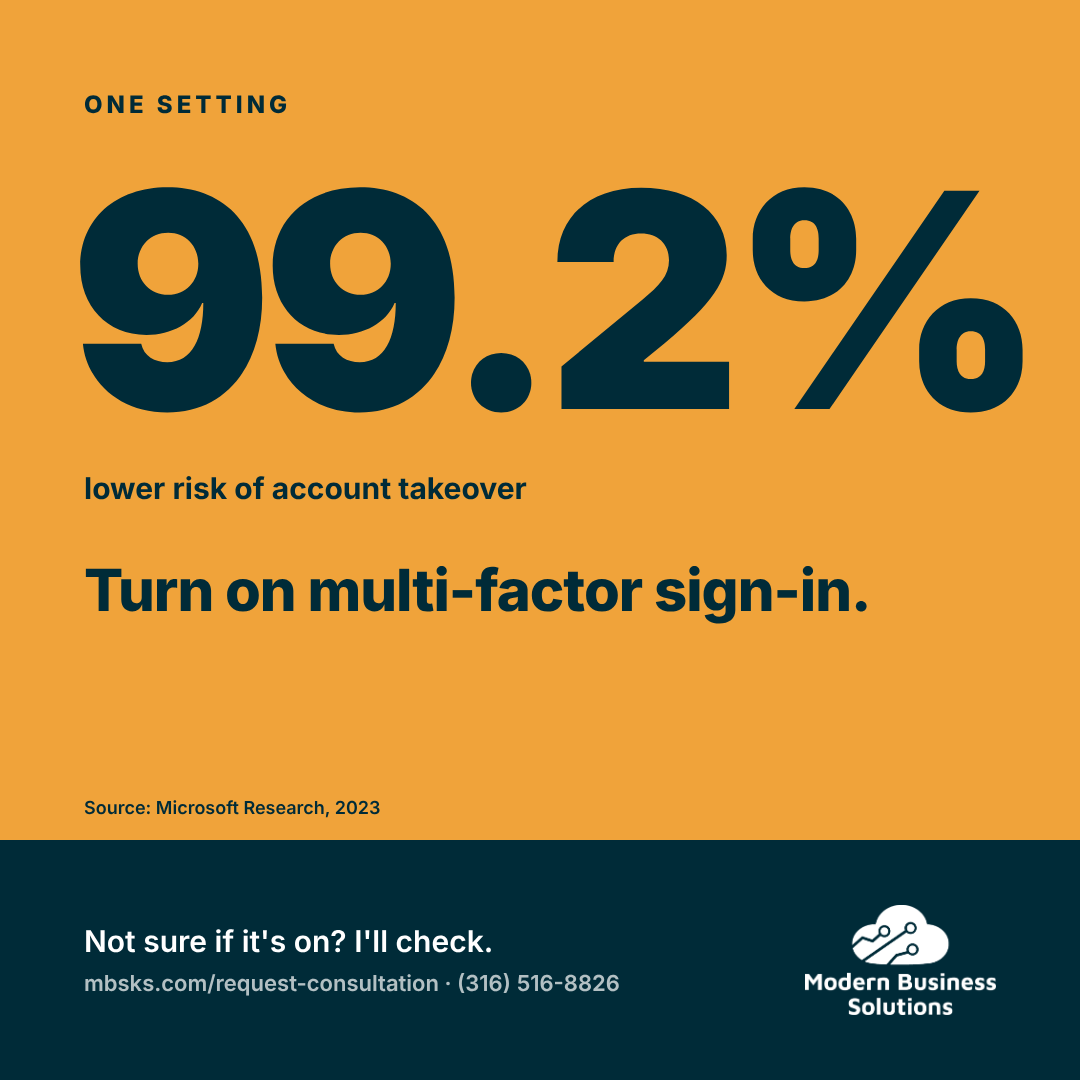 ONE SETTING
99.2%
lower risk of account takeover
Turn on multi-factor sign-in.
Source: Microsoft Research, 2023
Not sure if it's on? I'll check.
mbsks.com/request-consultation · (316) 516-8826
Modern Business
Solutions